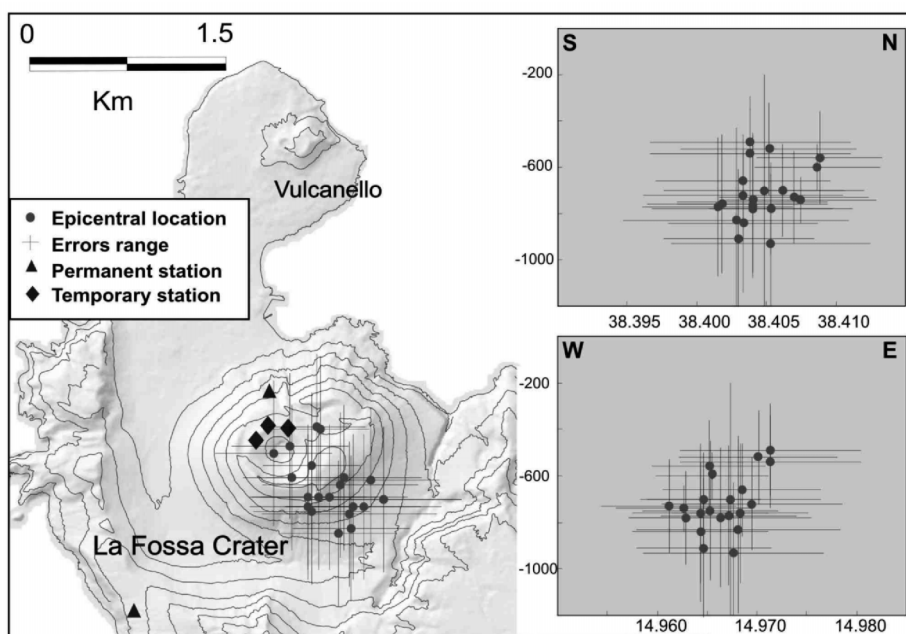 0 1.5
Km
Vulcanello
Epicentral location
Errors range
Permanent station
Temporary station
La Fossa Crater
S N
-200
-600
-1000
38.395 38.400 38.405 38.410
W E
-200
-600
-1000
14.960 14.970 14.980